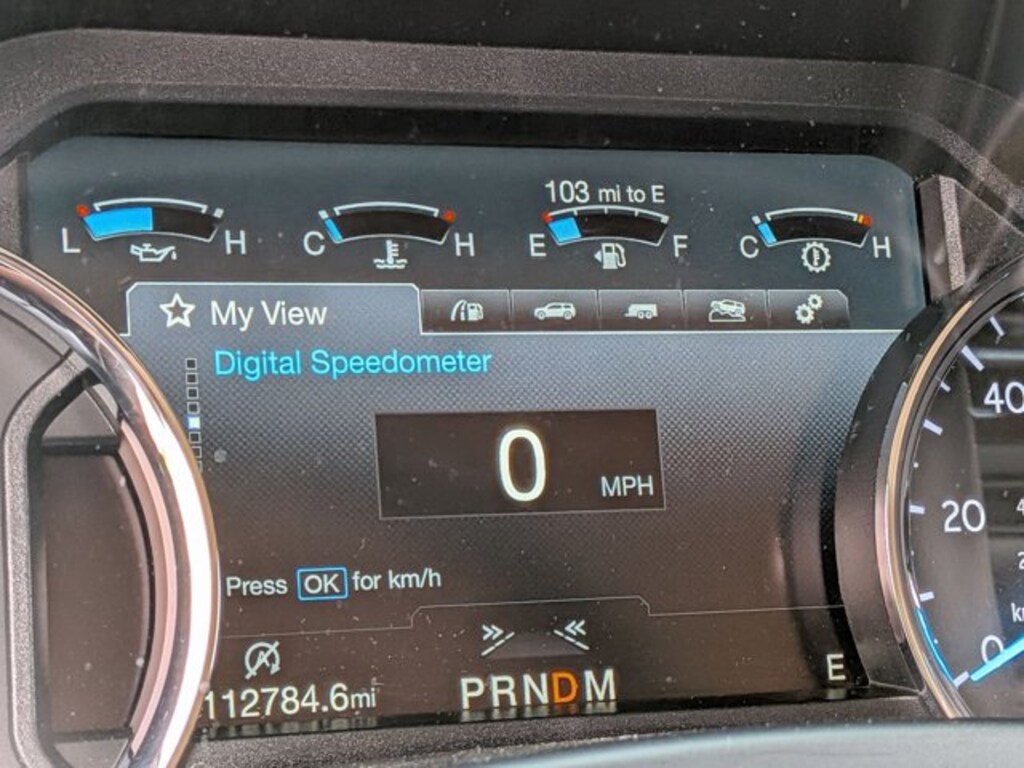 103 mi to E
L H C H E F C H
My View
Digital Speedometer
0 MPH
Press OK for km/h
112784.6mi
PRNDM
E
40
20
0